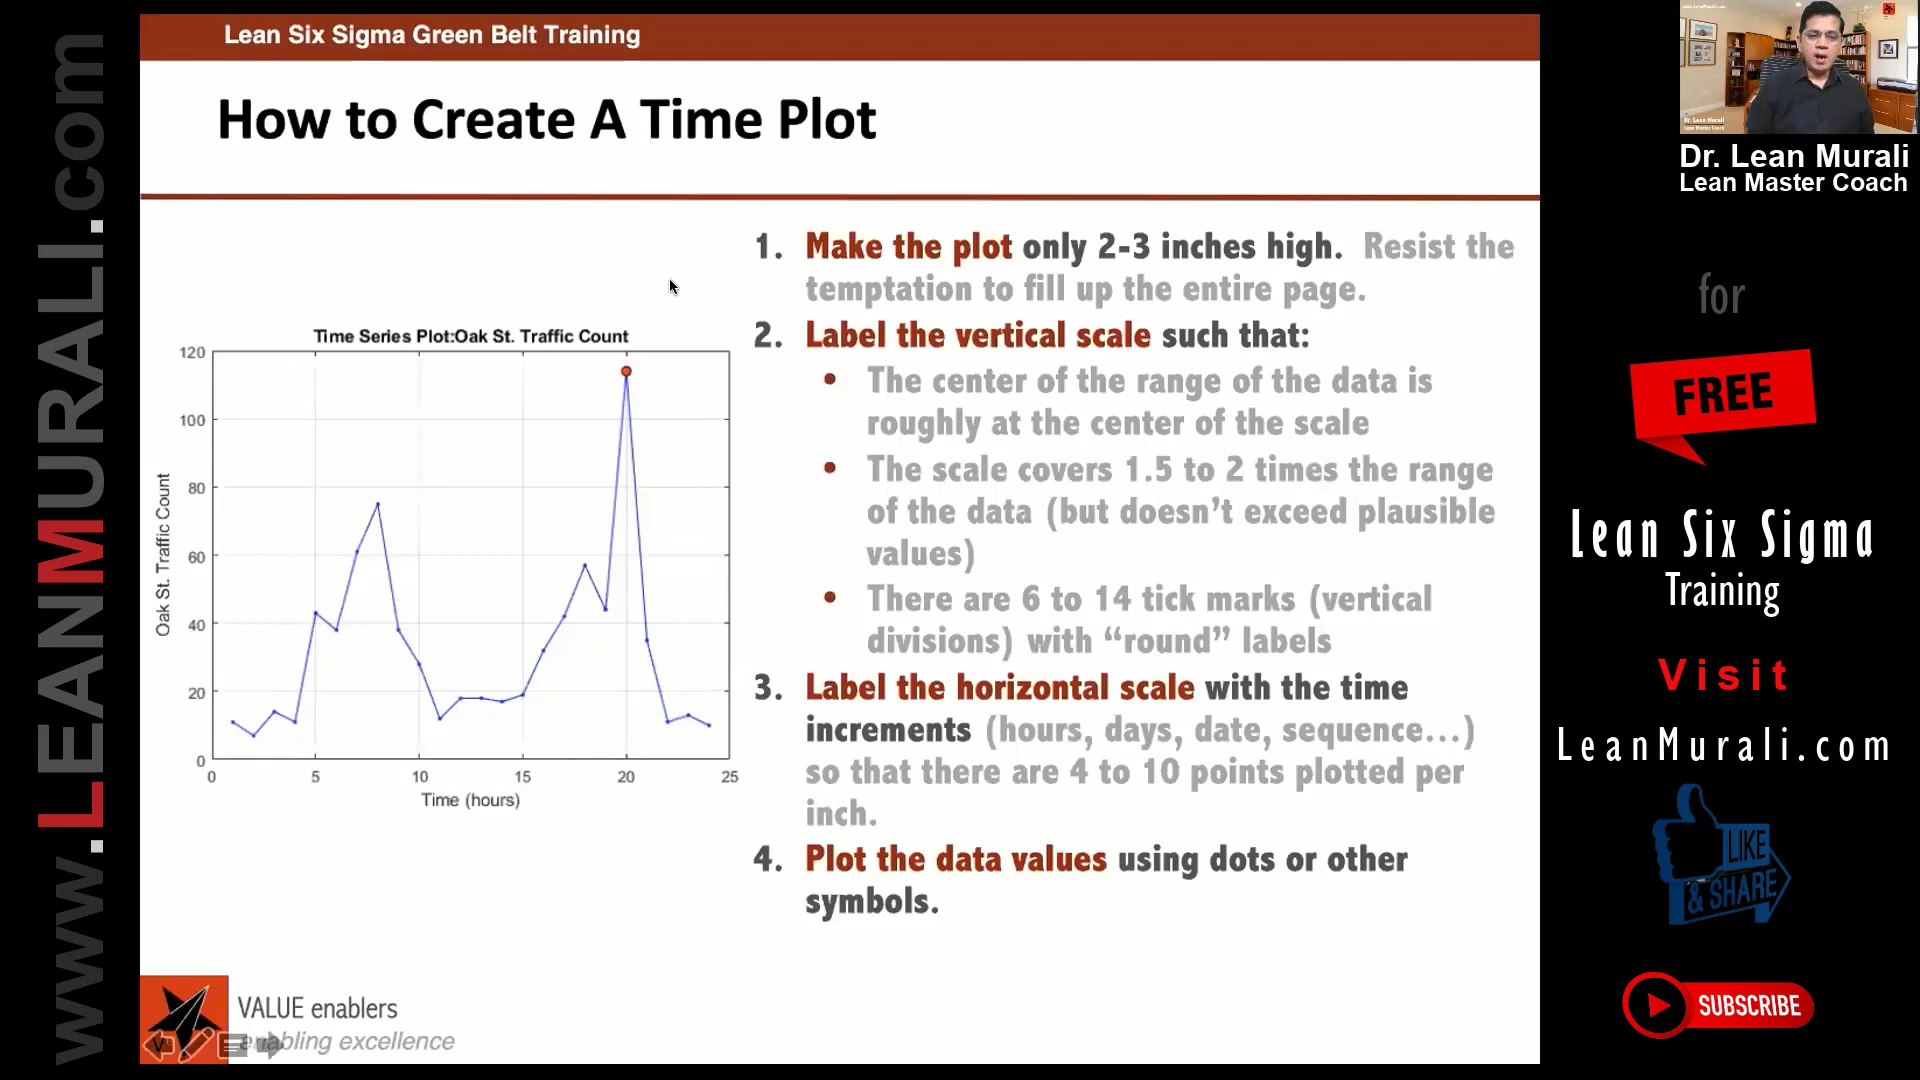 www.LEANMURALI.com
Lean Six Sigma Green Belt Training
How to Create A Time Plot
Time Series Plot:Oak St. Traffic Count
Oak St. Traffic Count
120
100
80
60
40
20
0
0 5 10 15 20 25
Time (hours)
1. Make the plot only 2-3 inches high. Resist the
temptation to fill up the entire page.
2. Label the vertical scale such that:
• The center of the range of the data is
roughly at the center of the scale
• The scale covers 1.5 to 2 times the range
of the data (but doesn't exceed plausible
values)
• There are 6 to 14 tick marks (vertical
divisions) with “round” labels
3. Label the horizontal scale with the time
increments (hours, days, date, sequence…)
so that there are 4 to 10 points plotted per
inch.
4. Plot the data values using dots or other
symbols.
VALUE enablers
enabling excellence
Dr. Lean Murali
Lean Master Coach
Dr. Lean Murali
Lean Master Coach
for
FREE
Lean Six Sigma
Training
Visit
LeanMurali.com
LIKE
& SHARE
SUBSCRIBE